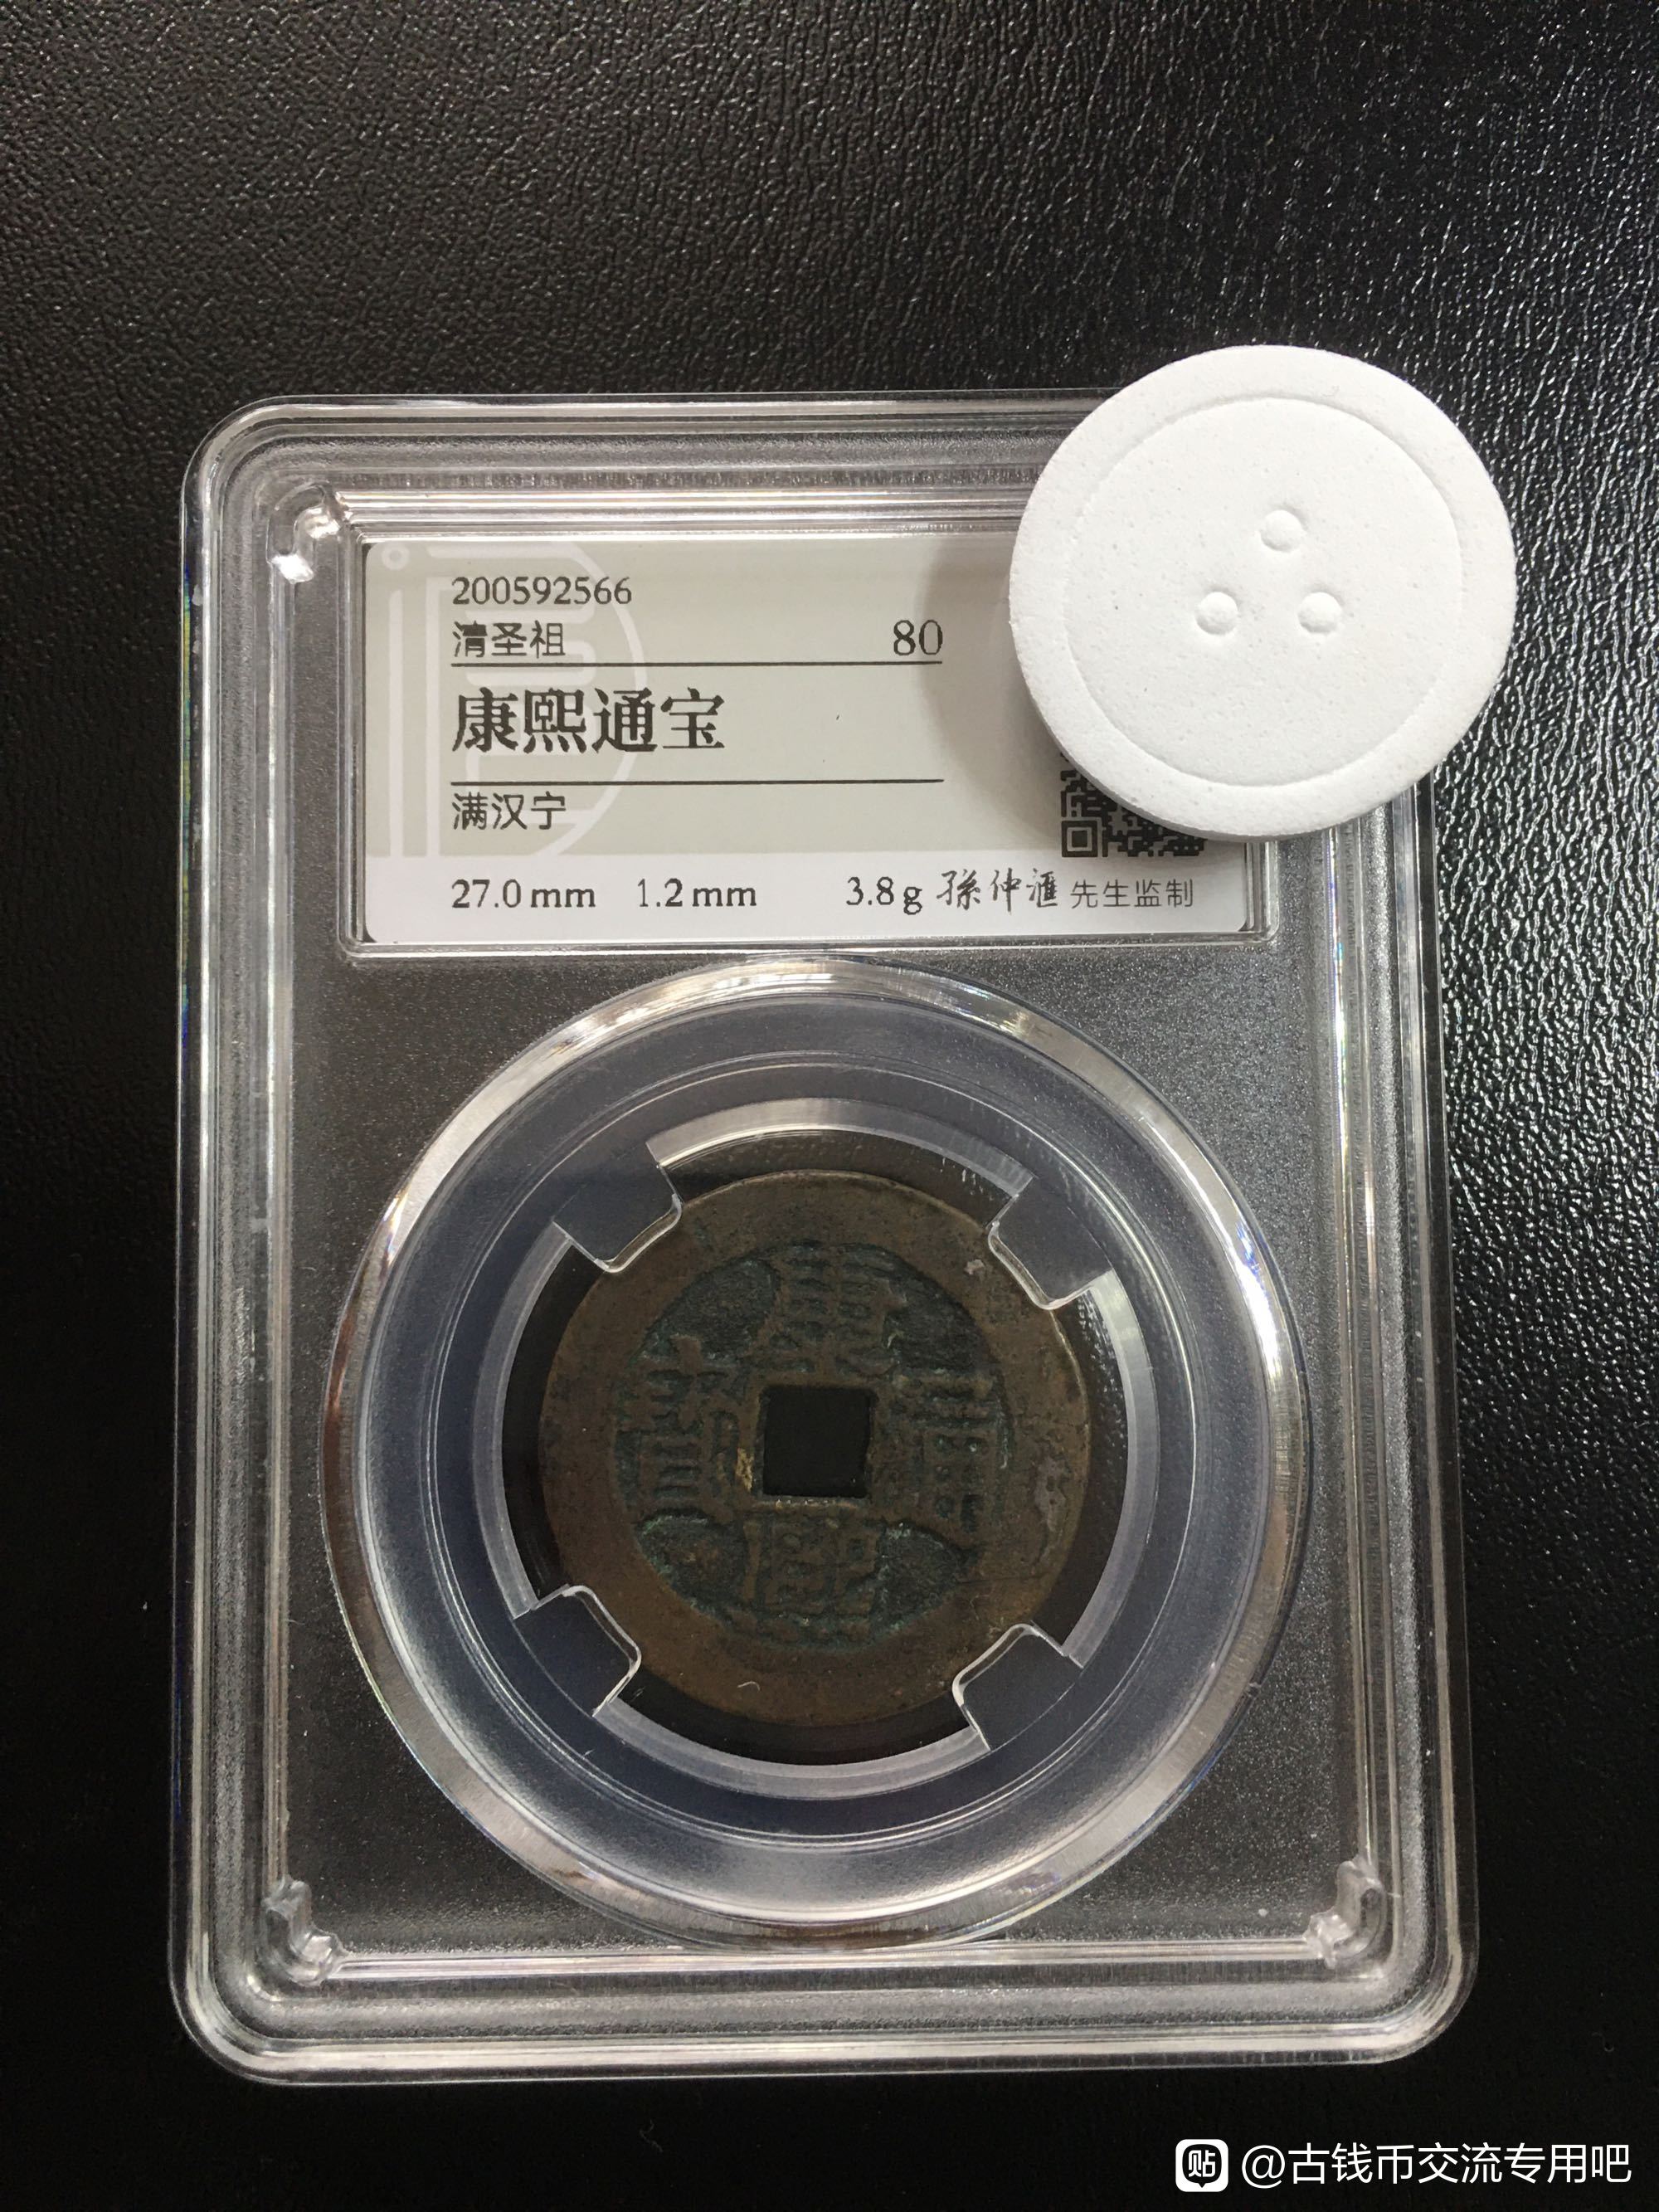 200592566
清圣祖 80
康熙通宝
满汉宁
27.0 mm 1.2 mm 3.8 g 孫仲滙 先生监制
康熙通寶
贴 @古钱币交流专用吧